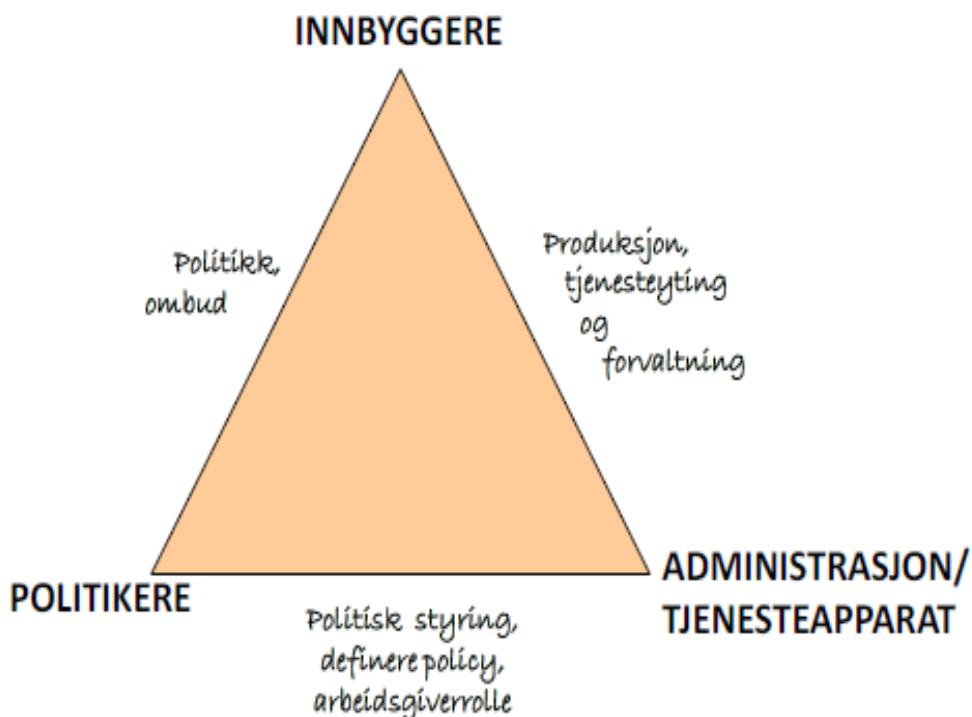 INNBYGGERE
Politikk,
ombud
Produksjon,
tjenesteyting
og
forvaltning
POLITIKERE
ADMINISTRASJON/
TJENESTEAPPARAT
Politisk styring,
definere policy,
arbeidsgiverrolle